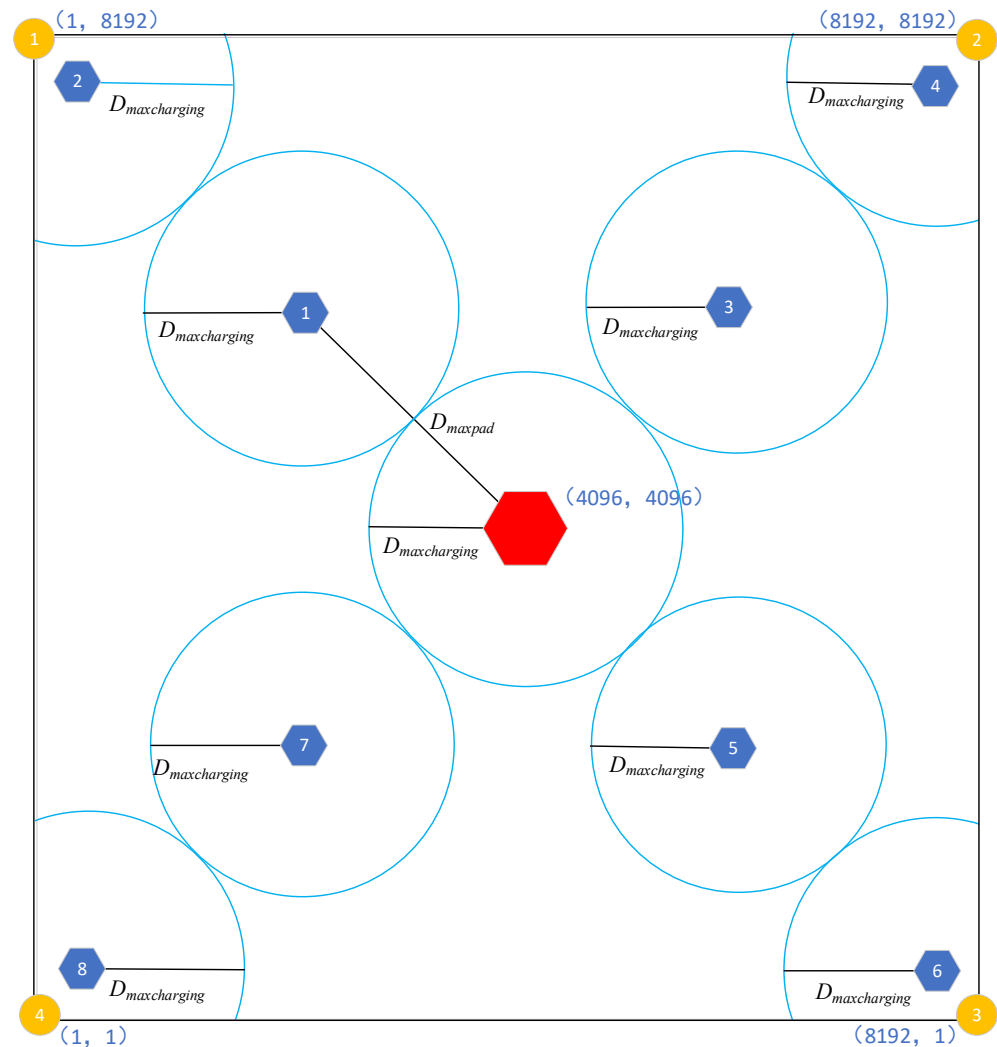 (1, 8192)
(8192, 8192)
1
2
2
4
D_maxcharging
D_maxcharging
1
3
D_maxcharging
D_maxcharging
D_maxpad
(4096, 4096)
D_maxcharging
7
5
D_maxcharging
D_maxcharging
8
6
D_maxcharging
D_maxcharging
4
3
(1, 1)
(8192, 1)